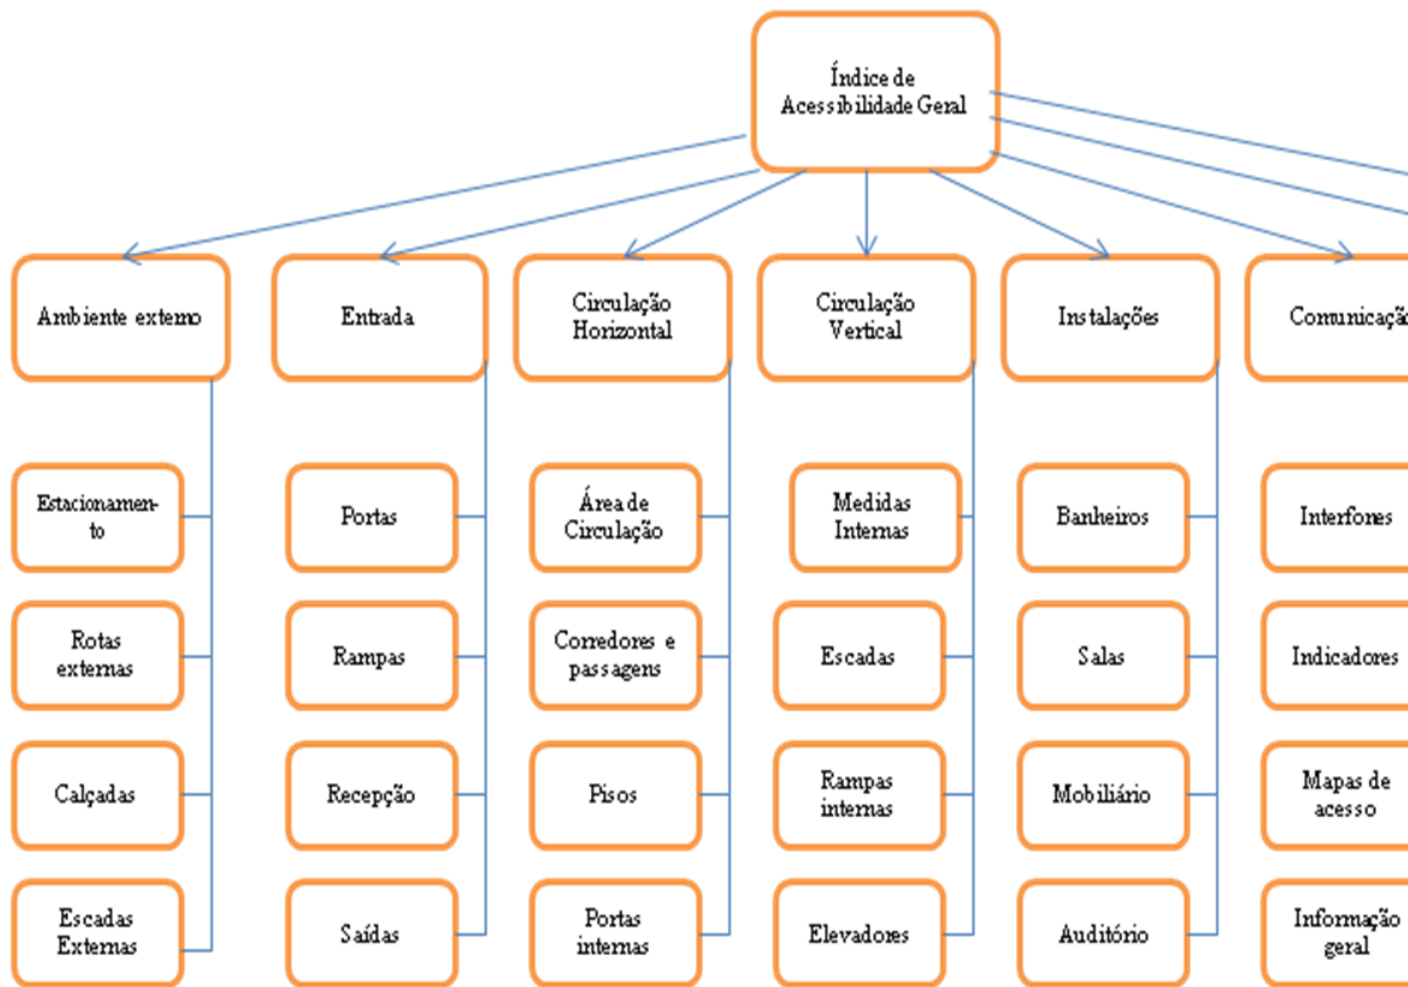 Índice de
Acessibilidade Geral
Ambiente externo
Entrada
Circulação
Horizontal
Circulação
Vertical
Instalações
Comunicação
Estacionamen-
to
Portas
Área de
Circulação
Medidas
Internas
Banheiros
Interfones
Rotas
externas
Rampas
Corredores e
passagens
Escadas
Salas
Indicadores
Calçadas
Recepção
Pisos
Rampas
internas
Mobiliário
Mapas de
acesso
Escadas
Externas
Saídas
Portas
internas
Elevadores
Auditório
Informação
geral